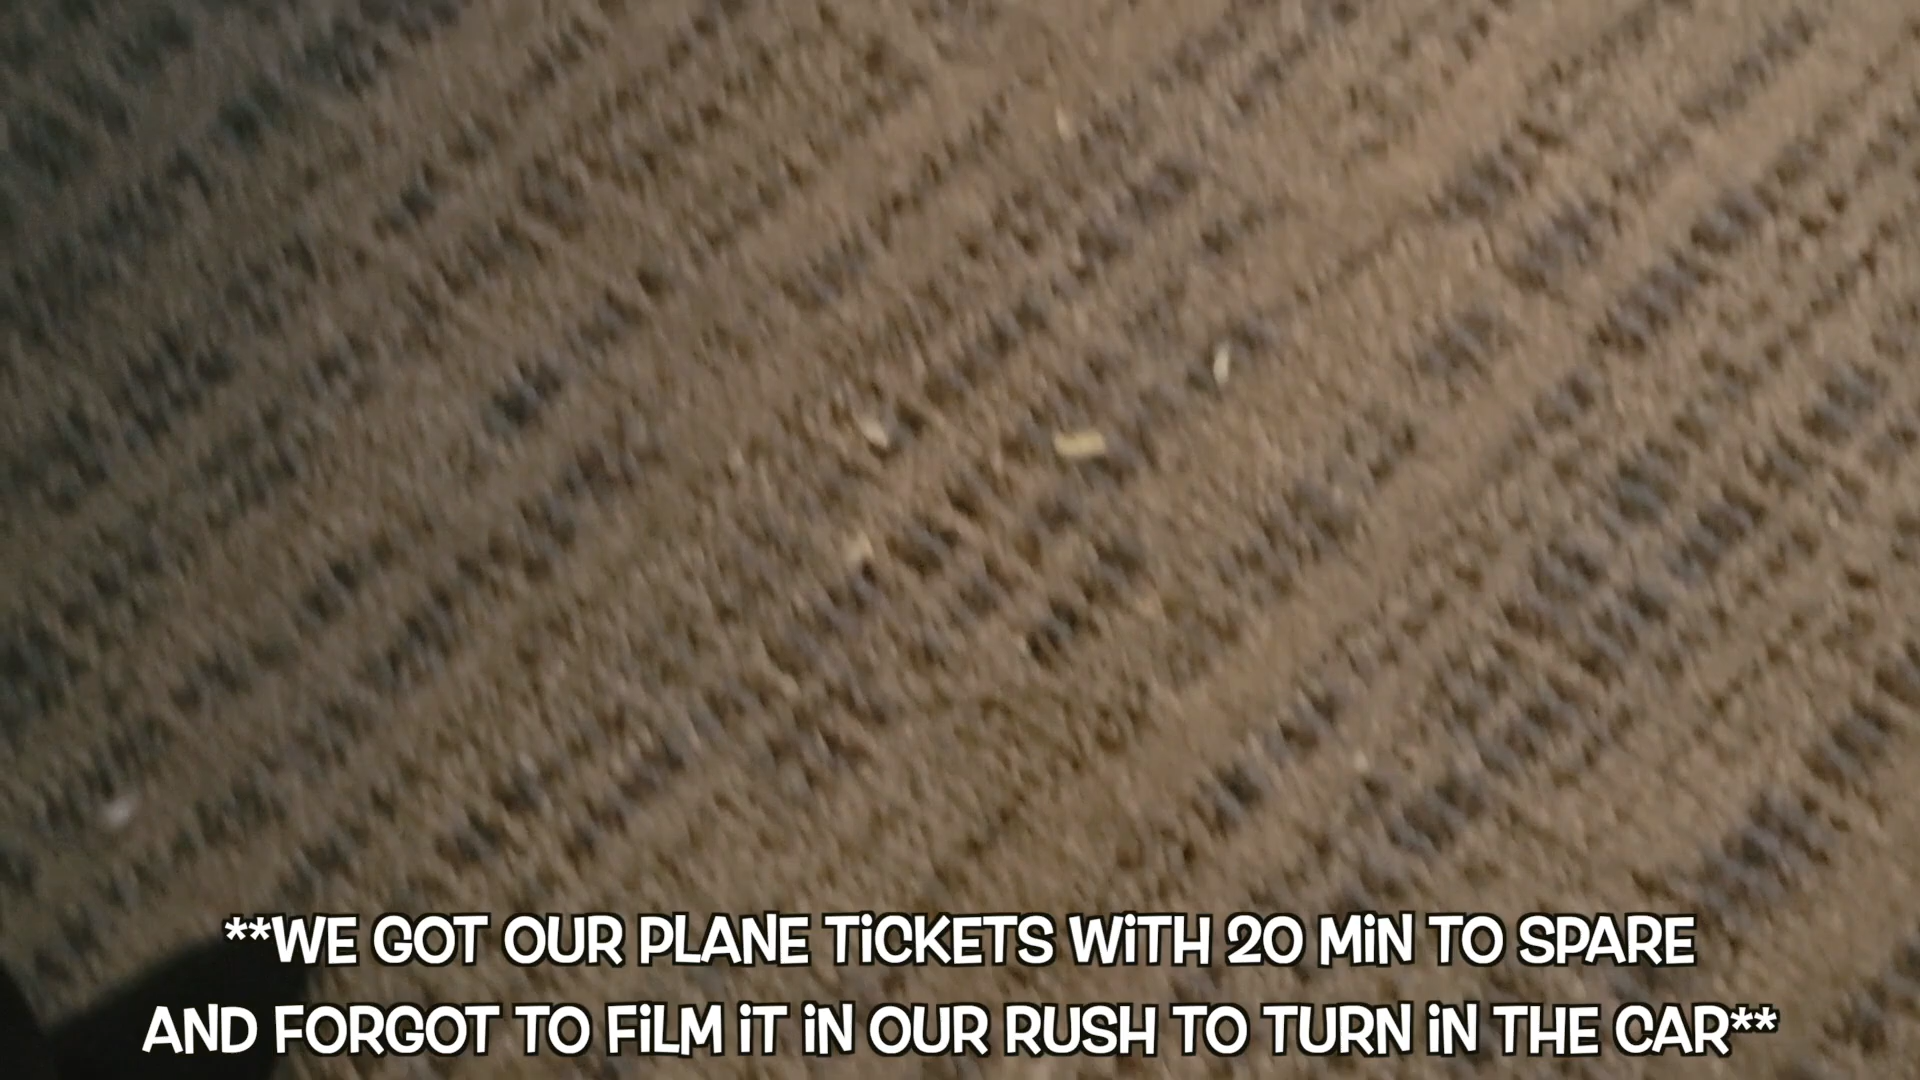 **WE GOT OUR PLANE TiCKETS WiTH 20 MiN TO SPARE
AND FORGOT TO FiLM iT iN OUR RUSH TO TURN iN THE CAR**